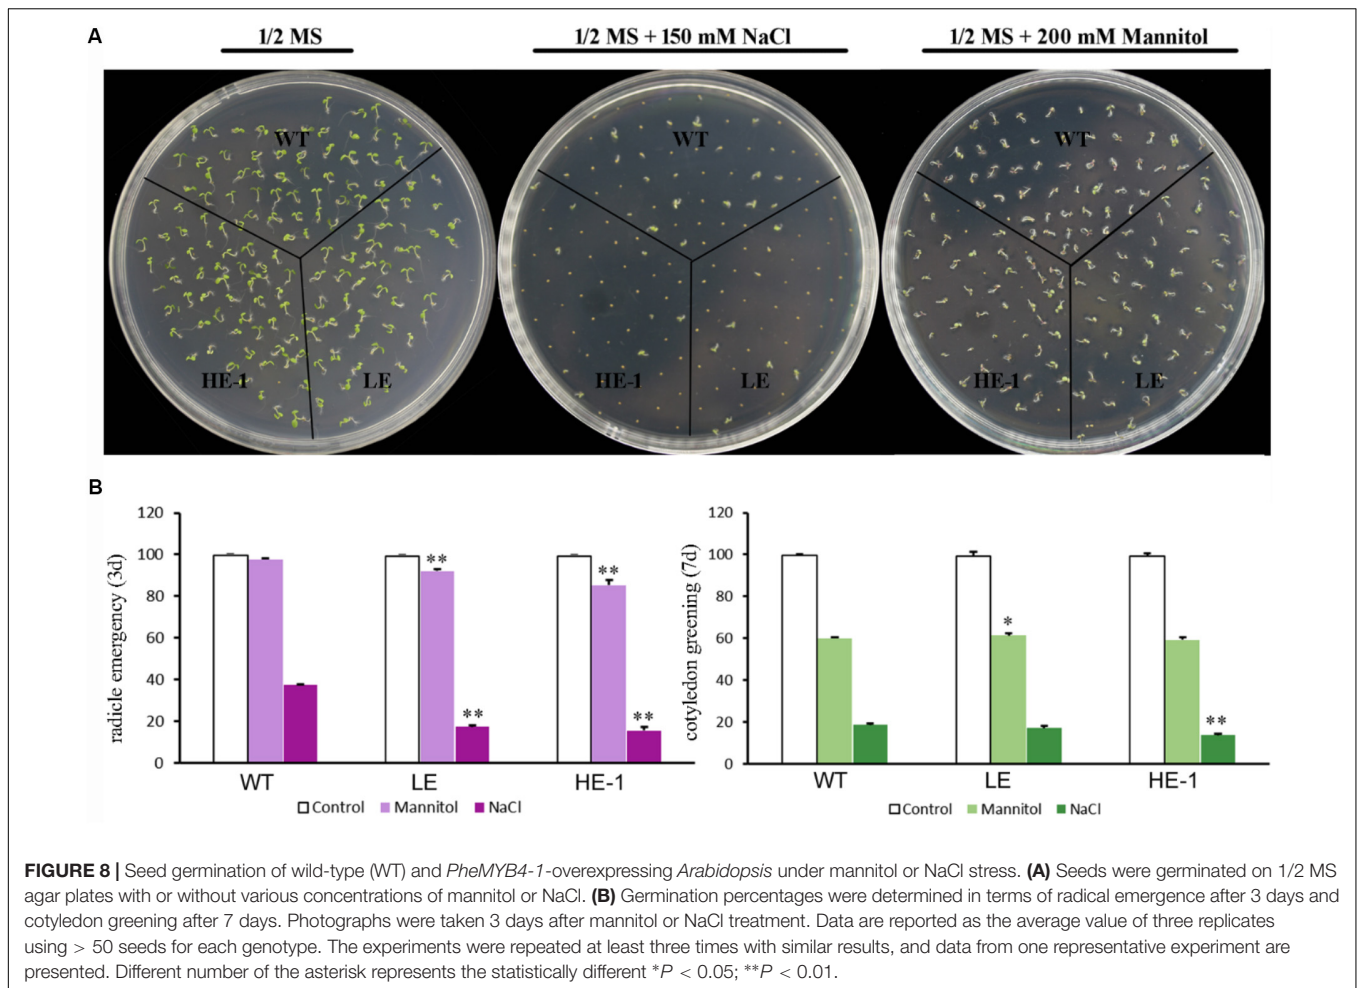 A
1/2 MS
1/2 MS + 150 mM NaCl
1/2 MS + 200 mM Mannitol
WT
WT
WT
HE-1
LE
HE-1
LE
HE-1
LE
B
radicle emergency (3d)
120
100
80
60
40
20
0
**
**
**
**
WT
LE
HE-1
Control
Mannitol
NaCl
cotyledon greening (7d)
120
100
80
60
40
20
0
*
**
WT
LE
HE-1
Control
Mannitol
NaCl
FIGURE 8 | Seed germination of wild-type (WT) and PheMYB4-1-overexpressing Arabidopsis under mannitol or NaCl stress. (A) Seeds were germinated on 1/2 MS
agar plates with or without various concentrations of mannitol or NaCl. (B) Germination percentages were determined in terms of radical emergence after 3 days and
cotyledon greening after 7 days. Photographs were taken 3 days after mannitol or NaCl treatment. Data are reported as the average value of three replicates
using > 50 seeds for each genotype. The experiments were repeated at least three times with similar results, and data from one representative experiment are
presented. Different number of the asterisk represents the statistically different *P < 0.05; **P < 0.01.